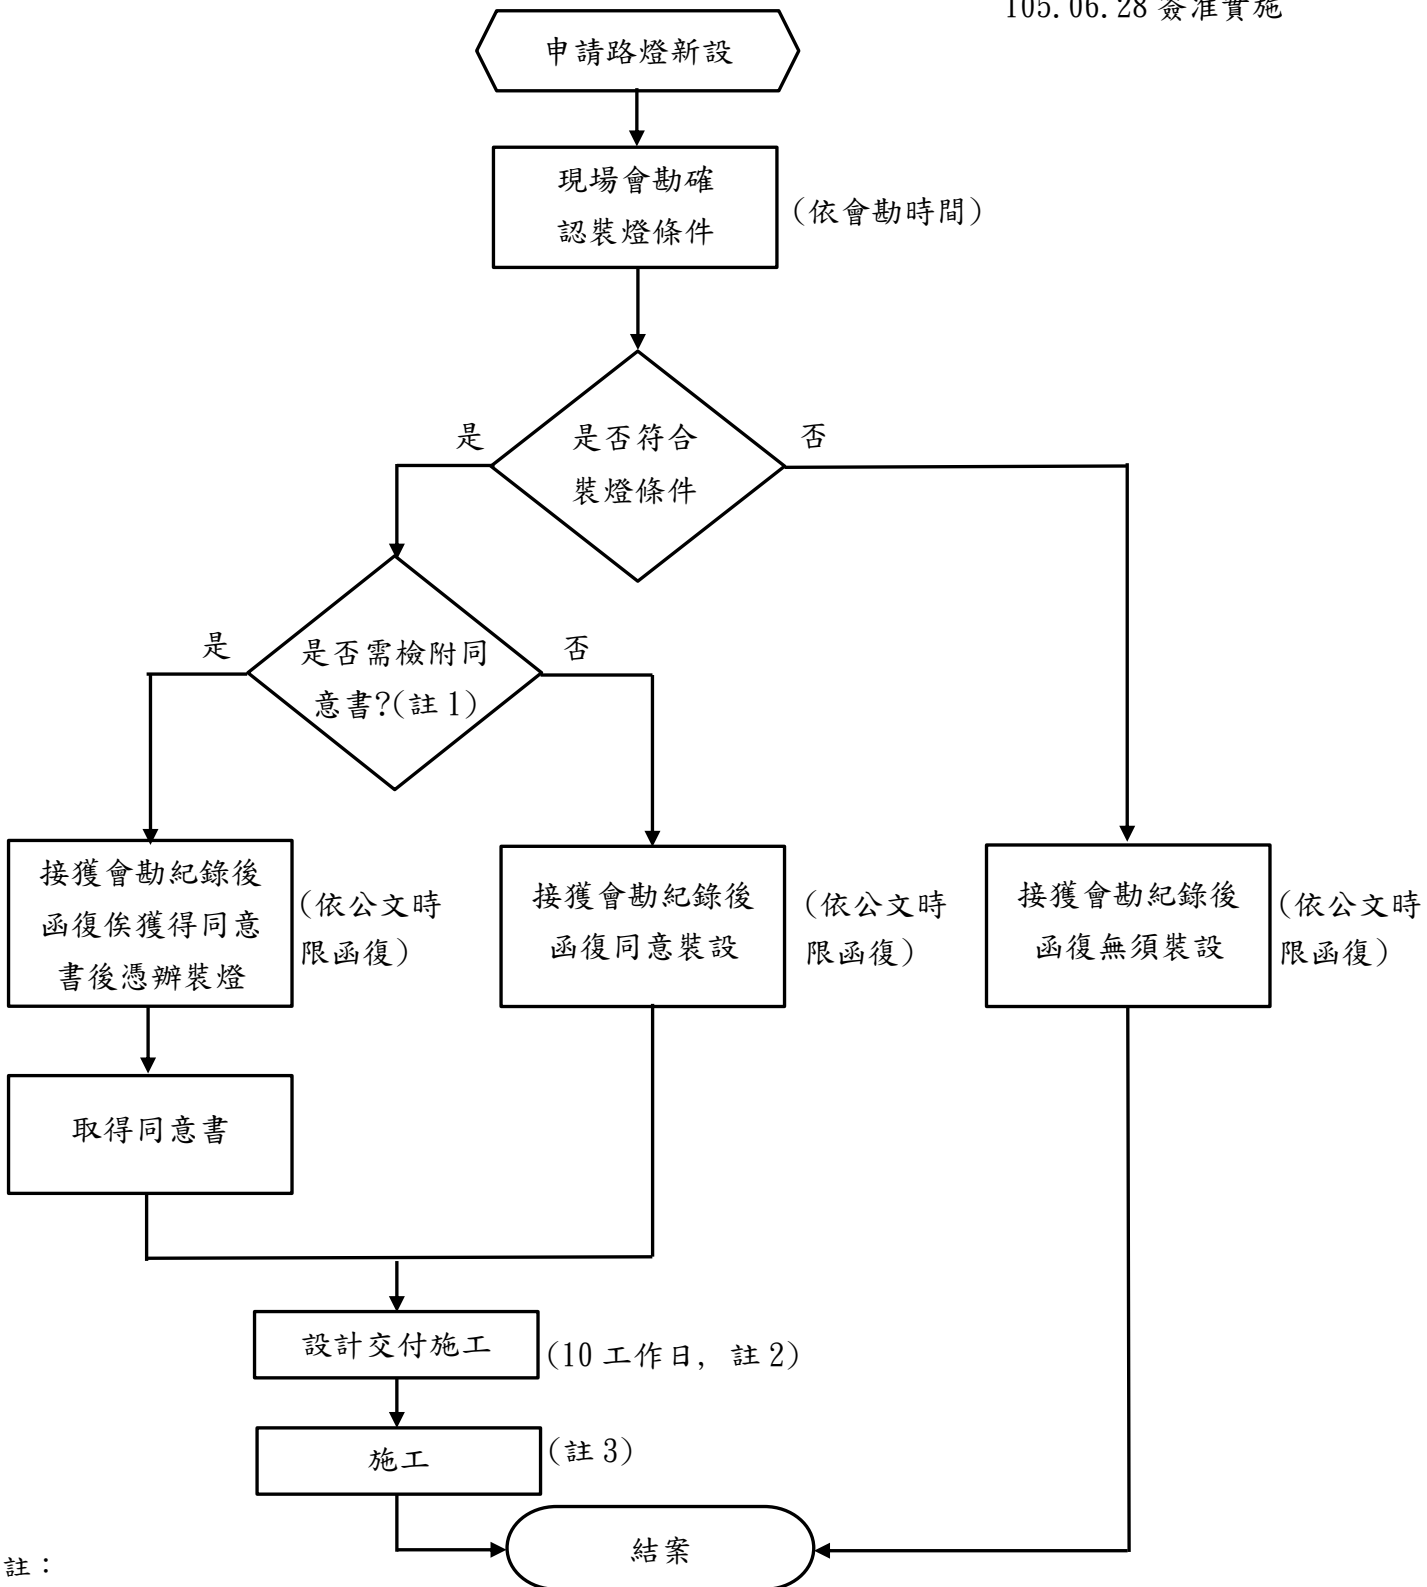 105.06.28 簽准實施
申請路燈新設
現場會勘確
認裝燈條件
(依會勘時間)
是
是否符合
裝燈條件
否
是
是否需檢附同
意書?(註 1)
否
接獲會勘紀錄後
函復俟獲得同意
書後憑辦裝燈
(依公文時
限函復)
接獲會勘紀錄後
函復同意裝設
(依公文時
限函復)
接獲會勘紀錄後
函復無須裝設
(依公文時
限函復)
取得同意書
設計交付施工
(10 工作日, 註 2)
施工
(註 3)
結案
註：